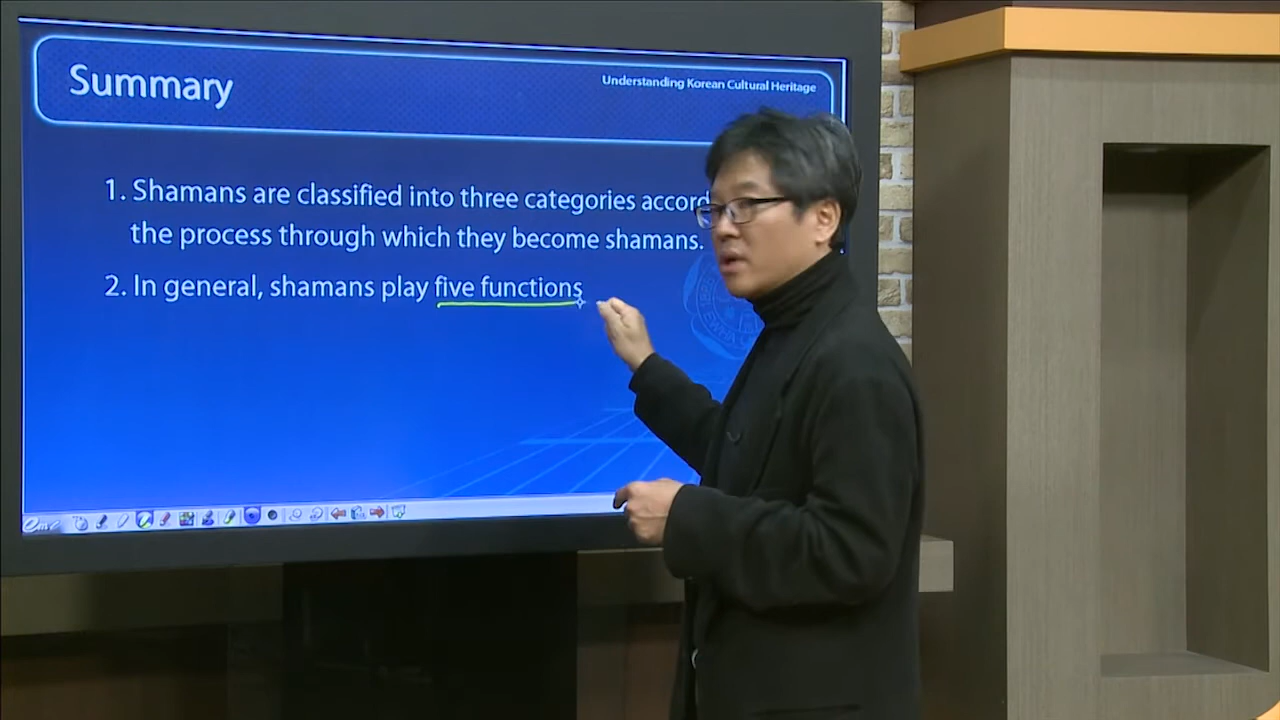 Summary
Understanding Korean Cultural Heritage
1. Shamans are classified into three categories accord
the process through which they become shamans.
2. In general, shamans play five functions